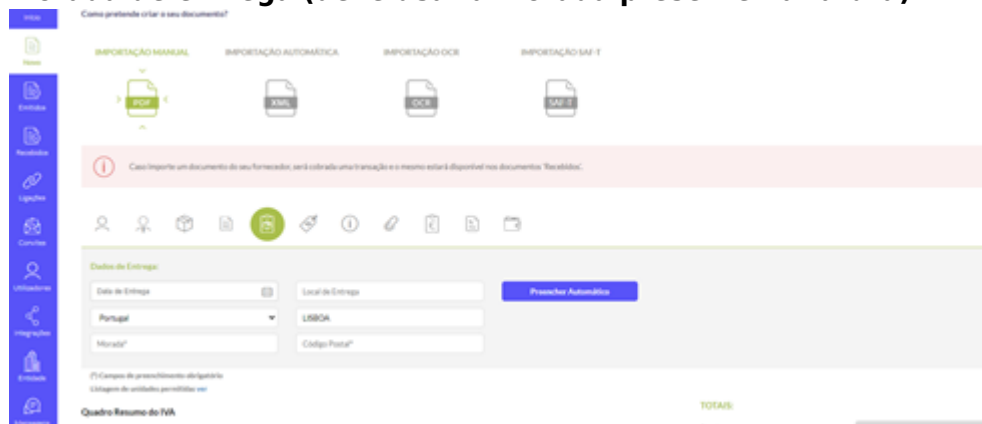 Início
Como pretende criar o seu documento?
IMPORTAÇÃO MANUAL
IMPORTAÇÃO AUTOMÁTICA
IMPORTAÇÃO OCR
IMPORTAÇÃO SAF-T
Novo
PDF
XML
OCR
SAF-T
Emitidos
Recebidos
Caso importe um documento do seu fornecedor, será cobrada uma transação e o mesmo estará disponível nos documentos 'Recebidos'.
Ligações
Convites
Utilizadores
Dados de Entrega:
Data de Entrega
Local de Entrega
Preencher Automático
Portugal
LISBOA
Integrações
Morada*
Código Postal*
Entidade
(*) Campos de preenchimento obrigatório
Listagem de unidades permitidas ver
Quadro Resumo do IVA
TOTAIS: